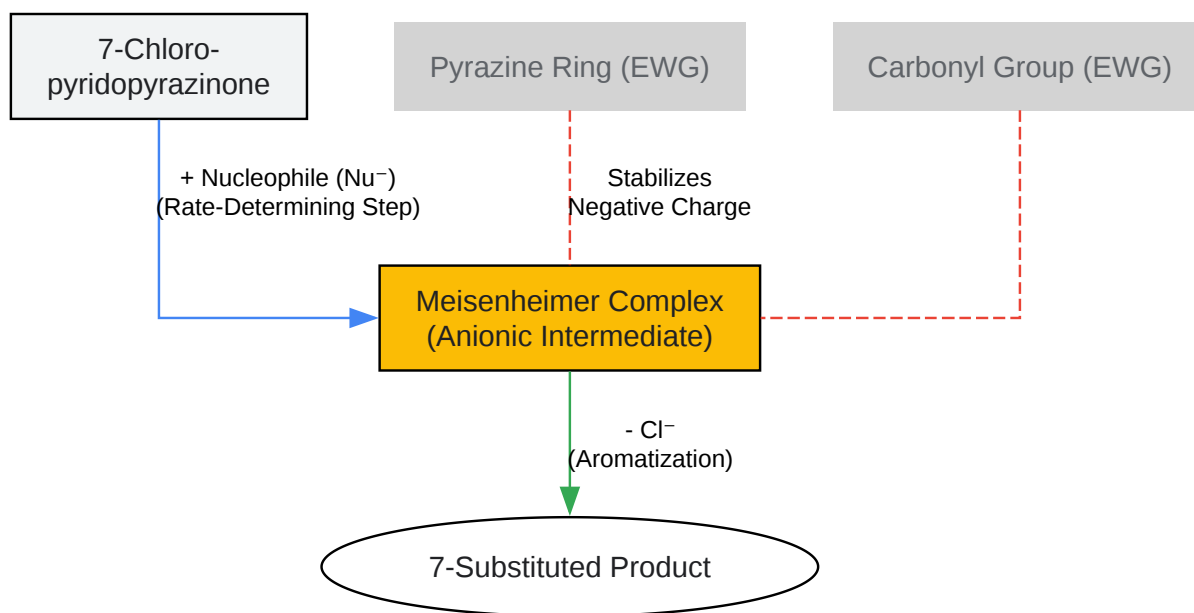 7-Chloro-
pyridopyrazinone
Pyrazine Ring (EWG)
Carbonyl Group (EWG)
+ Nucleophile (Nu⁻)
(Rate-Determining Step)
Stabilizes
Negative Charge
Meisenheimer Complex
(Anionic Intermediate)
- Cl⁻
(Aromatization)
7-Substituted Product